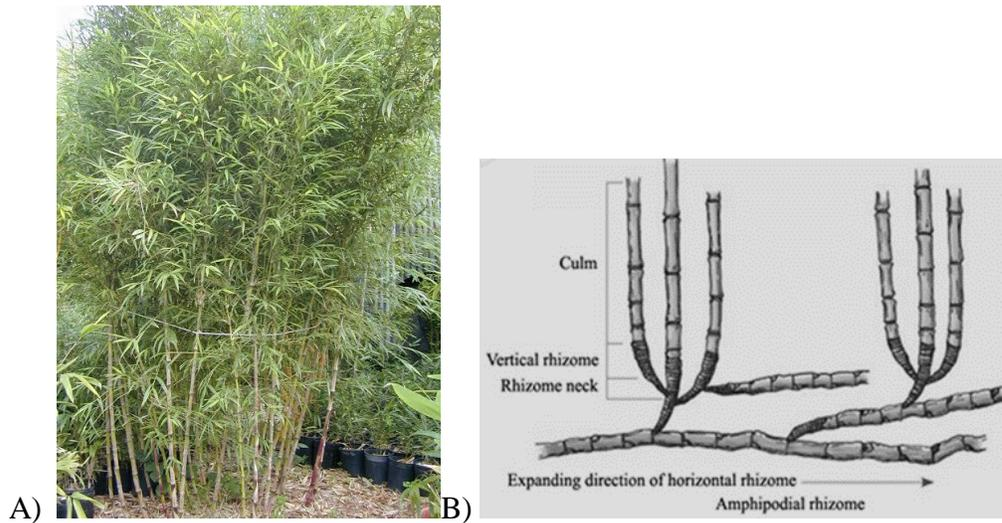 A)
B)
Culm
Vertical rhizome
Rhizome neck
Expanding direction of horizontal rhizome
Amphipodial rhizome